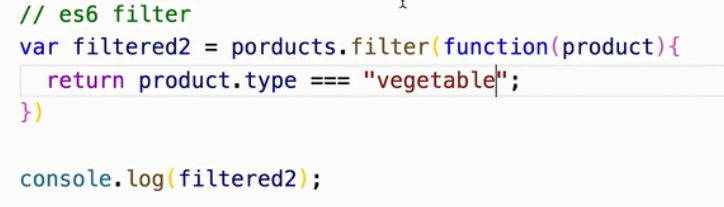 // es6 filter
var filtered2 = porducts.filter(function(product){
  return product.type === "vegetable";
})
console.log(filtered2);